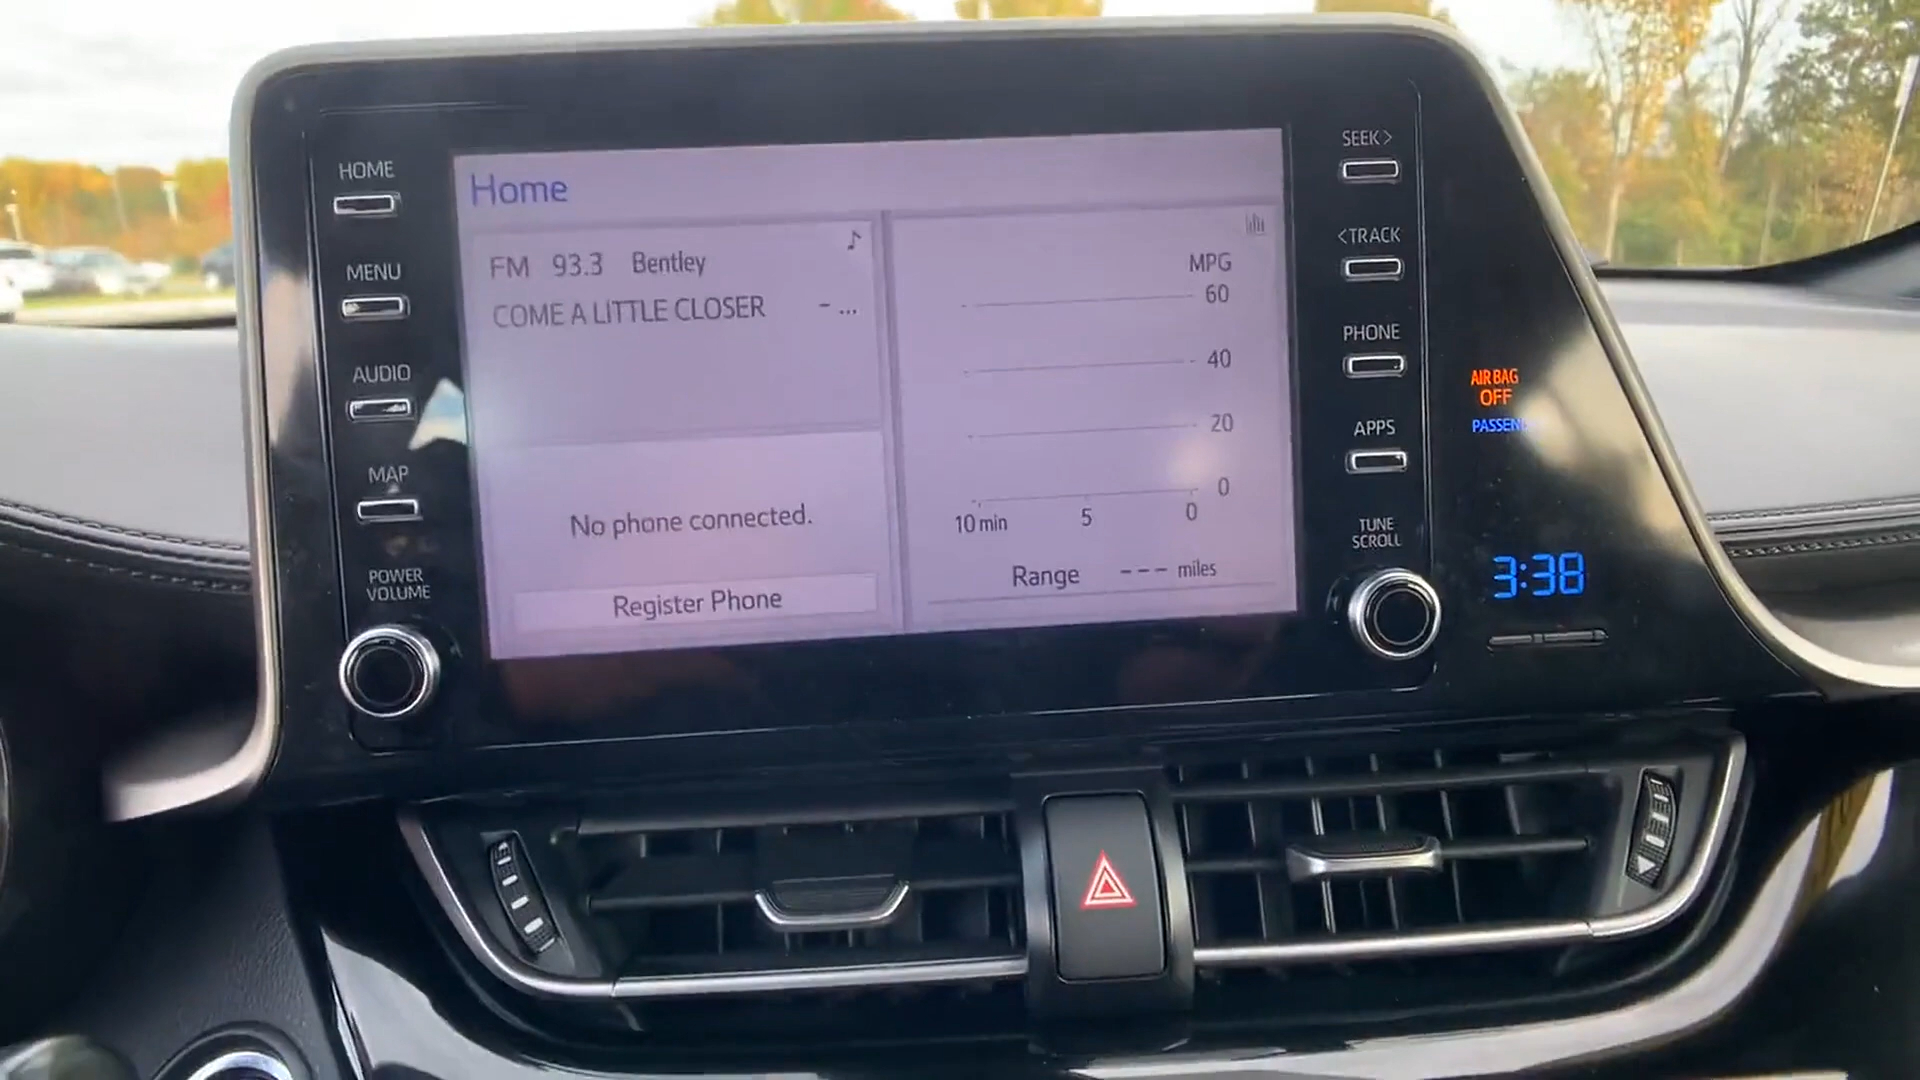 HOME
MENU
AUDIO
MAP
POWER
VOLUME
Home
FM 93.3 Bentley
COME A LITTLE CLOSER - ...
No phone connected.
Register Phone
MPG
60
40
20
0
10 min 5 0
Range --- miles
SEEK>
<TRACK
PHONE
APPS
TUNE
SCROLL
AIR BAG
OFF
3:38